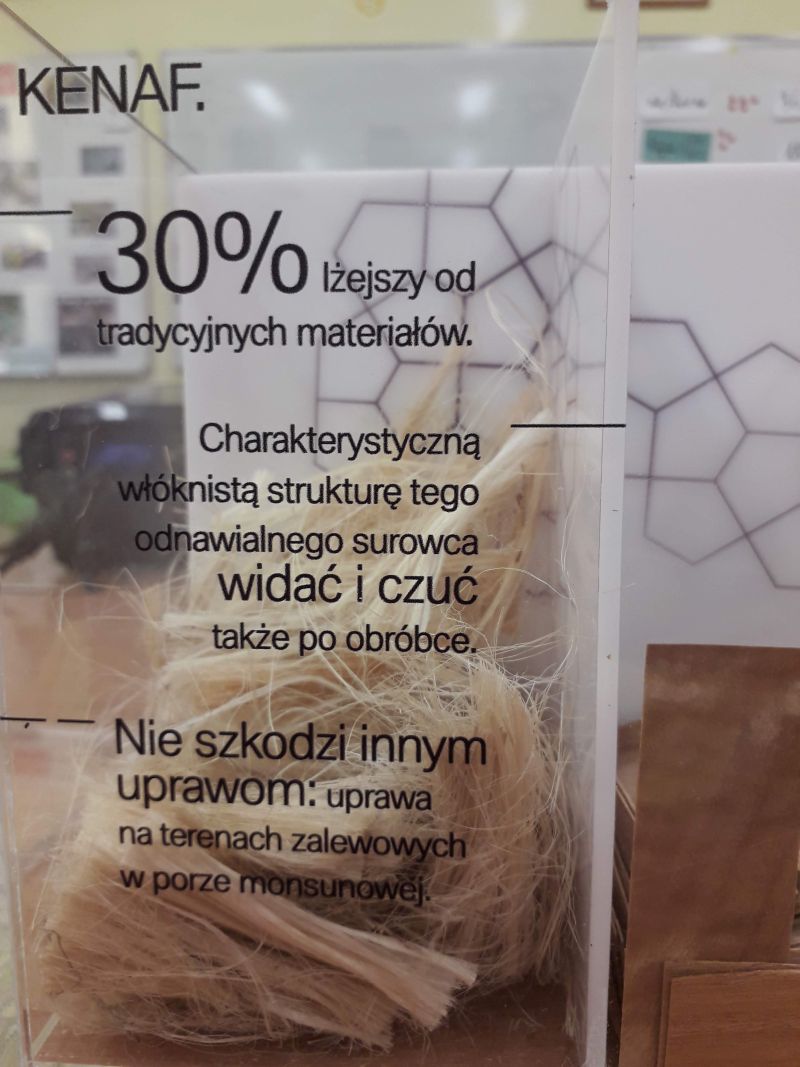 KENAF.
30% lżejszy od
tradycyjnych materiałów.
Charakterystyczną
włóknistą strukturę tego
odnawialnego surowca
widać i czuć
także po obróbce.
Nie szkodzi innym
uprawom: uprawa
na terenach zalewowych
w porze monsunowej.